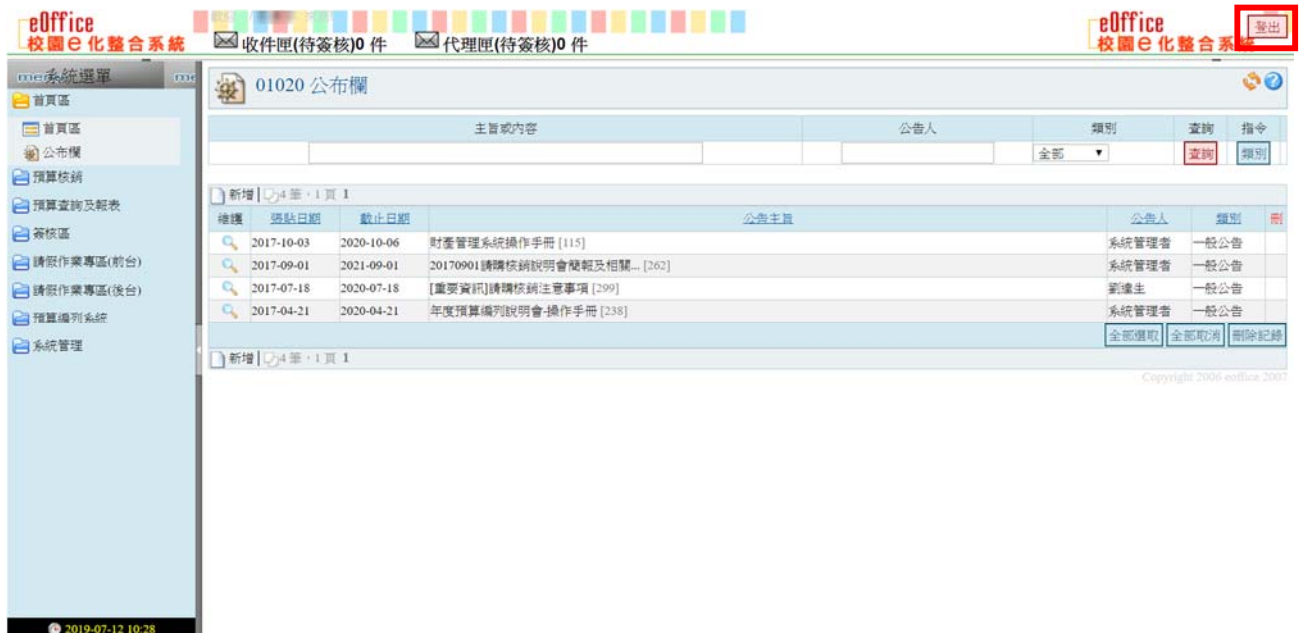 eOffice
校園e化整合系統
收件匣(待簽核)0 件
代理匣(待簽核)0 件
eOffice
校園e化整合系統
登出
系統選單
首頁區
首頁區
公布欄
預算核銷
預算查詢及報表
簽核區
請假作業專區(前台)
請假作業專區(後台)
預算編列系統
系統管理
2019-07-12 10:28
01020 公布欄
主旨或內容 公告人 類別 查詢 指令
全部 查詢 類別
新增 4 筆，1 頁 1
維護 張貼日期 截止日期 公告主旨 公告人 類別 刪
2017-10-03 2020-10-06 財產管理系統操作手冊 [115] 系統管理者 一般公告
2017-09-01 2021-09-01 20170901請購核銷說明會簡報及相關... [262] 系統管理者 一般公告
2017-07-18 2020-07-18 [重要資訊]請購核銷注意事項 [299] 劉達生 一般公告
2017-04-21 2020-04-21 年度預算編列說明會-操作手冊 [238] 系統管理者 一般公告
全部選取 全部取消 刪除記錄
新增 4 筆，1 頁 1
Copyright 2006 eoffice 2007